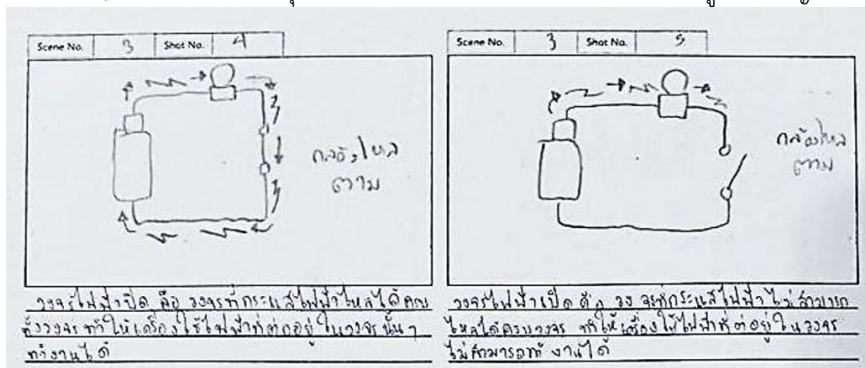 Scene No. 3 Shot No. 4
กล้องไหล
ตาม
วงจรไฟฟ้าปิด คือ วงจรที่กระแสไฟฟ้าไหลได้ครบ
ทั้งวงจร ทำให้เครื่องใช้ไฟฟ้าที่ต่ออยู่ในวงจรนั้นๆ
ทำงานได้
Scene No. 3 Shot No. 5
กล้องไหล
ตาม
วงจรไฟฟ้าเปิด คือ วงจรที่กระแสไฟฟ้าไม่สามารถ
ไหลได้ครบวงจร ทำให้เครื่องใช้ไฟฟ้าที่ต่ออยู่ในวงจร
ไม่สามารถทำงานได้